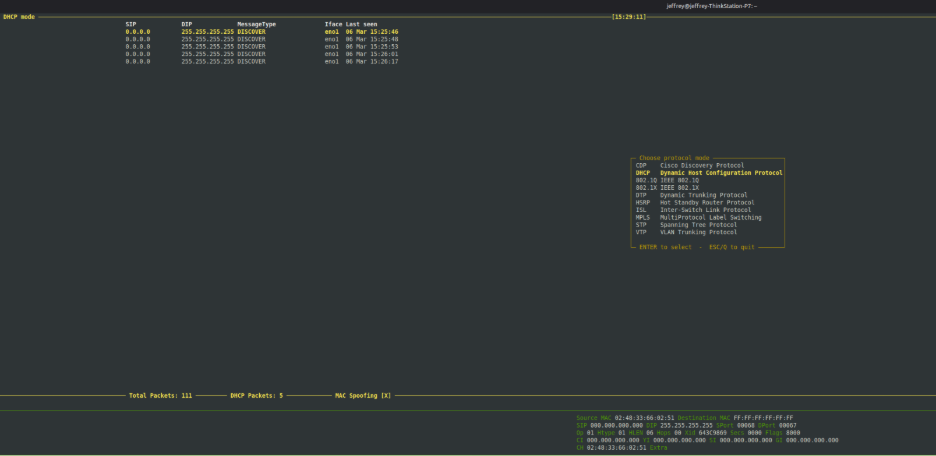 jeffrey@jeffrey-ThinkStation-P7: ~
DHCP mode [15:29:11]
SIP DIP MessageType Iface Last seen
0.0.0.0 255.255.255.255 DISCOVER eno1 06 Mar 15:25:46
0.0.0.0 255.255.255.255 DISCOVER eno1 06 Mar 15:25:48
0.0.0.0 255.255.255.255 DISCOVER eno1 06 Mar 15:25:53
0.0.0.0 255.255.255.255 DISCOVER eno1 06 Mar 15:26:01
0.0.0.0 255.255.255.255 DISCOVER eno1 06 Mar 15:26:17
Choose protocol mode
CDP Cisco Discovery Protocol
DHCP Dynamic Host Configuration Protocol
802.1Q IEEE 802.1Q
802.1X IEEE 802.1X
DTP Dynamic Trunking Protocol
HSRP Hot Standby Router Protocol
ISL Inter-Switch Link Protocol
MPLS MultiProtocol Label Switching
STP Spanning Tree Protocol
VTP VLAN Trunking Protocol
ENTER to select - ESC/Q to quit
Total Packets: 111 DHCP Packets: 5 MAC Spoofing [X]
Source MAC 02:48:33:66:02:51 Destination MAC FF:FF:FF:FF:FF:FF
SIP 000.000.000.000 DIP 255.255.255.255 SPort 00068 DPort 00067
Op 01 Htype 01 HLEN 06 Hops 00 Xid 643C9869 Secs 0000 Flags 8000
CI 000.000.000.000 YI 000.000.000.000 SI 000.000.000.000 GI 000.000.000.000
CH 02:48:33:66:02:51 Extra